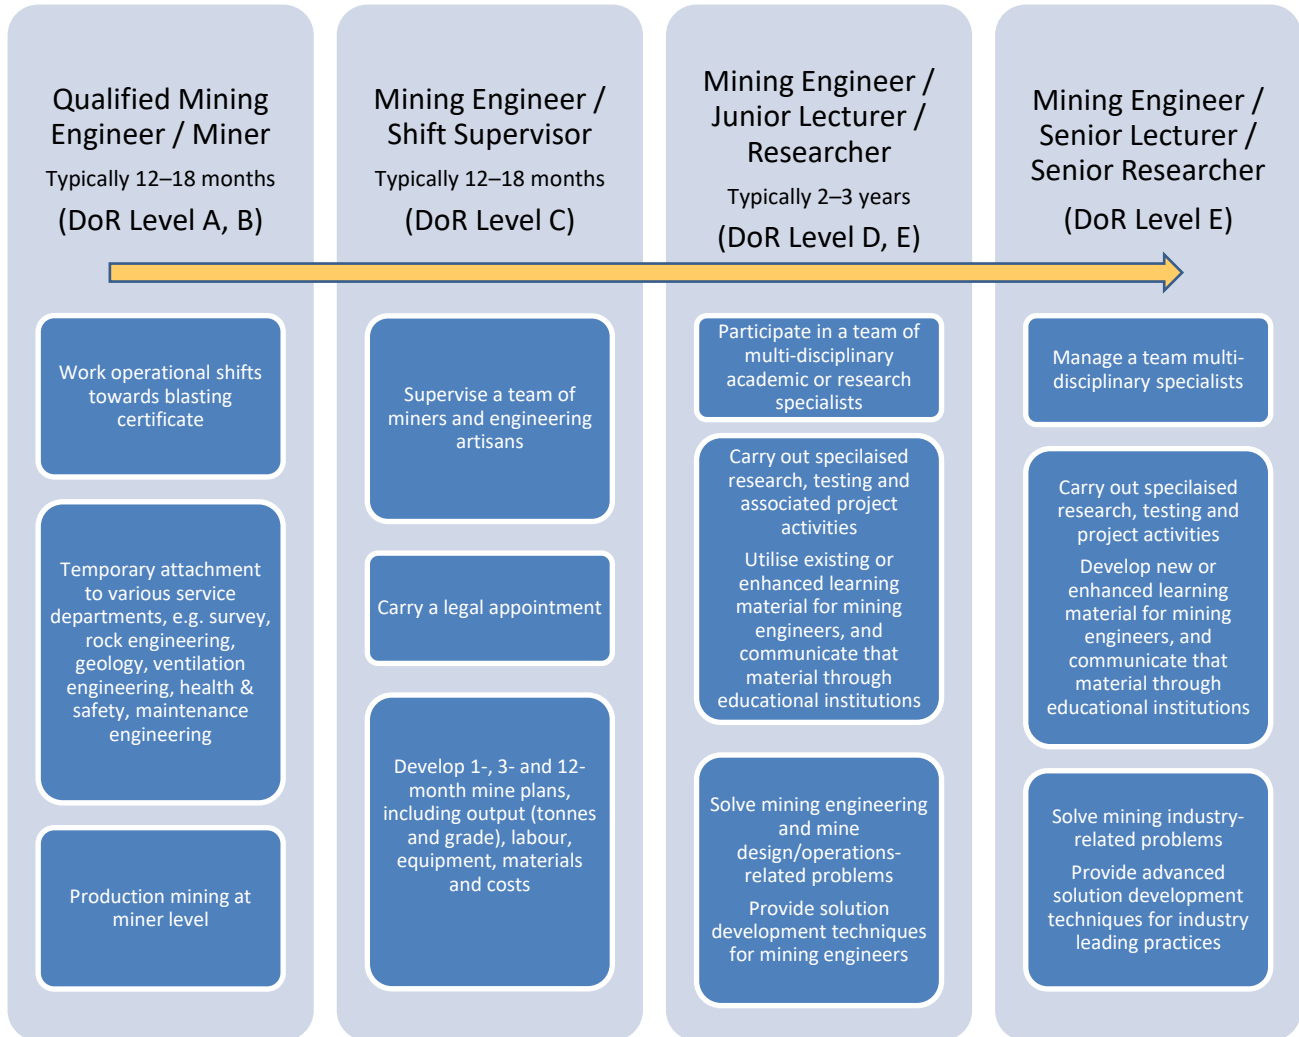 Qualified Mining
Engineer / Miner
Typically 12–18 months
(DoR Level A, B)
Work operational shifts
towards blasting
certificate
Temporary attachment
to various service
departments, e.g. survey,
rock engineering,
geology, ventilation
engineering, health &
safety, maintenance
engineering
Production mining at
miner level
Mining Engineer /
Shift Supervisor
Typically 12–18 months
(DoR Level C)
Supervise a team of
miners and engineering
artisans
Carry a legal appointment
Develop 1-, 3- and 12-
month mine plans,
including output (tonnes
and grade), labour,
equipment, materials
and costs
Mining Engineer /
Junior Lecturer /
Researcher
Typically 2–3 years
(DoR Level D, E)
Participate in a team of
multi-disciplinary
academic or research
specialists
Carry out specilaised
research, testing and
associated project
activities
Utilise existing or
enhanced learning
material for mining
engineers, and
communicate that
material through
educational institutions
Solve mining engineering
and mine
design/operations-
related problems
Provide solution
development techniques
for mining engineers
Mining Engineer /
Senior Lecturer /
Senior Researcher
(DoR Level E)
Manage a team multi-
disciplinary specialists
Carry out specilaised
research, testing and
project activities
Develop new or
enhanced learning
material for mining
engineers, and
communicate that
material through
educational institutions
Solve mining industry-
related problems
Provide advanced
solution development
techniques for industry
leading practices